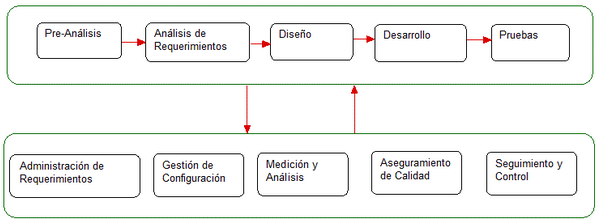 Pre-Análisis
Análisis de
Requerimientos
Diseño
Desarrollo
Pruebas
Administración de
Requerimientos
Gestión de
Configuración
Medición y
Análisis
Aseguramiento
de Calidad
Seguimiento y
Control